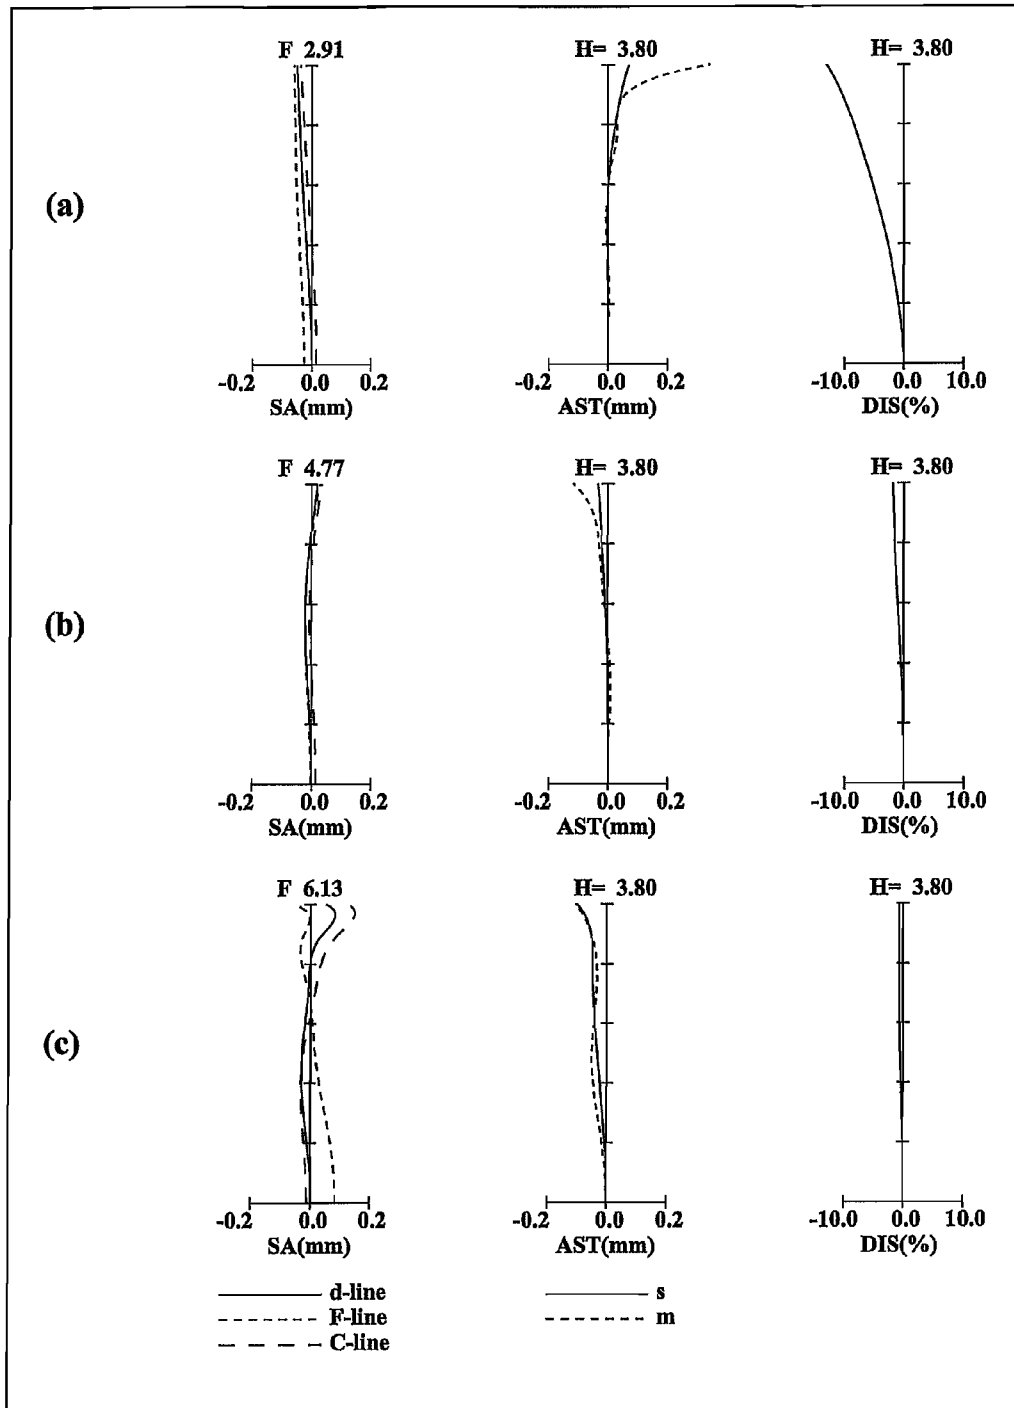 F 2.91 H= 3.80 H= 3.80
(a)
-0.2 0.0 0.2 -0.2 0.0 0.2 -10.0 0.0 10.0
SA(mm) AST(mm) DIS(%)
F 4.77 H= 3.80 H= 3.80
(b)
-0.2 0.0 0.2 -0.2 0.0 0.2 -10.0 0.0 10.0
SA(mm) AST(mm) DIS(%)
F 6.13 H= 3.80 H= 3.80
(c)
-0.2 0.0 0.2 -0.2 0.0 0.2 -10.0 0.0 10.0
SA(mm) AST(mm) DIS(%)
d-line s
F-line m
C-line